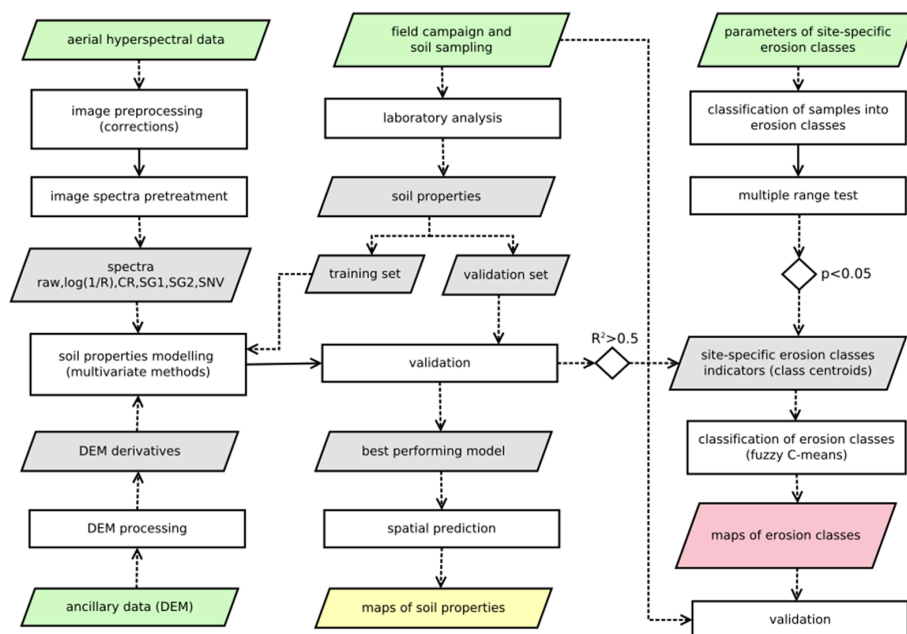 aerial hyperspectral data
image preprocessing
(corrections)
image spectra pretreatment
spectra
raw,log(1/R),CR,SG1,SG2,SNV
soil properties modelling
(multivariate methods)
DEM derivatives
DEM processing
ancillary data (DEM)
field campaign and
soil sampling
laboratory analysis
soil properties
training set
validation set
validation
R²>0.5
best performing model
spatial prediction
maps of soil properties
parameters of site-specific
erosion classes
classification of samples into
erosion classes
multiple range test
p<0.05
site-specific erosion classes
indicators (class centroids)
classification of erosion classes
(fuzzy C-means)
maps of erosion classes
validation